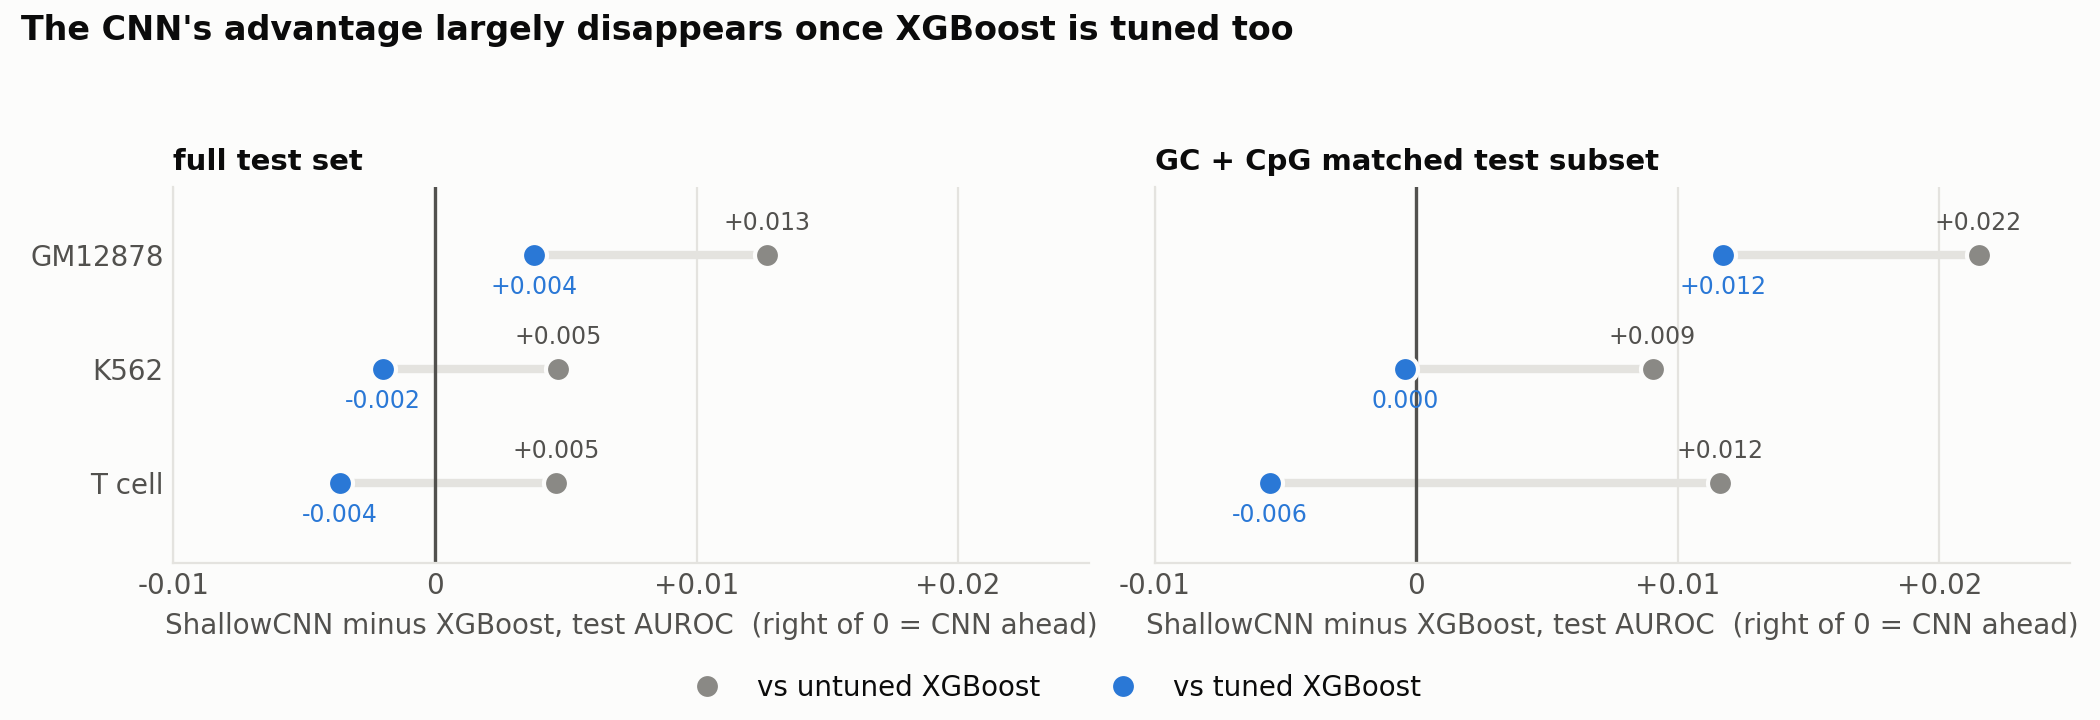 The CNN's advantage largely disappears once XGBoost is tuned too
full test set
GM12878
K562
T cell
+0.013
+0.004
+0.005
-0.002
+0.005
-0.004
-0.01 0 +0.01 +0.02
ShallowCNN minus XGBoost, test AUROC (right of 0 = CNN ahead)
GC + CpG matched test subset
+0.022
+0.012
+0.009
0.000
+0.012
-0.006
-0.01 0 +0.01 +0.02
ShallowCNN minus XGBoost, test AUROC (right of 0 = CNN ahead)
vs untuned XGBoost vs tuned XGBoost